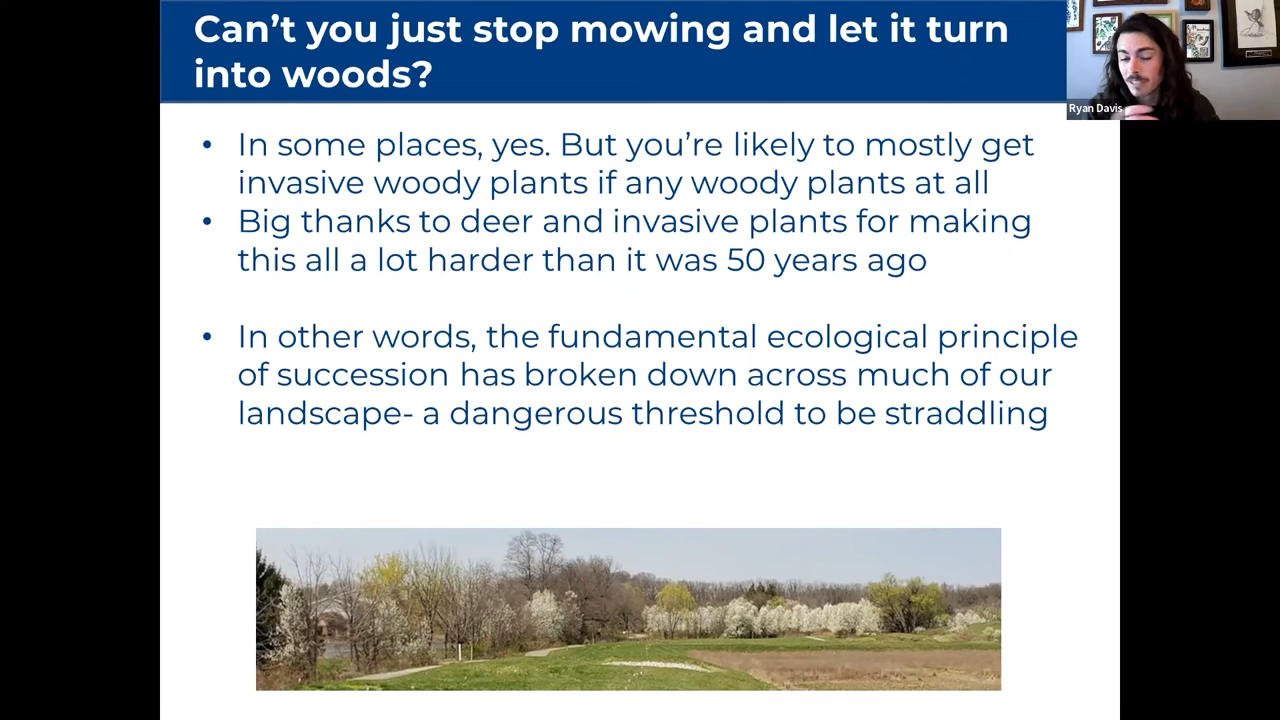 Can’t you just stop mowing and let it turn
into woods?
Ryan Davis
• In some places, yes. But you’re likely to mostly get
invasive woody plants if any woody plants at all
• Big thanks to deer and invasive plants for making
this all a lot harder than it was 50 years ago
• In other words, the fundamental ecological principle
of succession has broken down across much of our
landscape- a dangerous threshold to be straddling